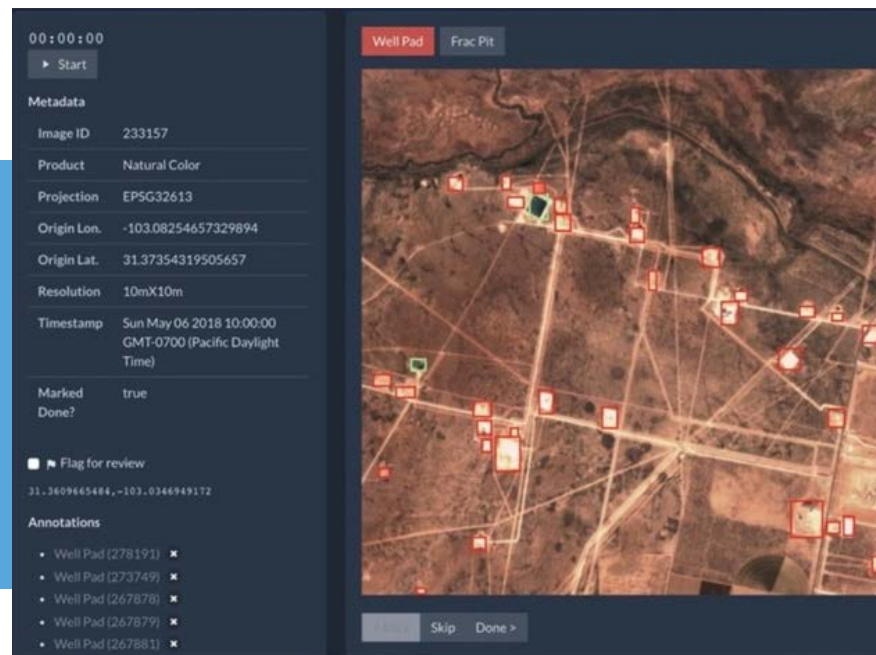 00:00:00
Start
Metadata
Image ID 233157
Product Natural Color
Projection EPSG32613
Origin Lon. -103.08254657329894
Origin Lat. 31.37354319505657
Resolution 10mX10m
Timestamp Sun May 06 2018 10:00:00
GMT-0700 (Pacific Daylight
Time)
Marked true
Done?
Flag for review
31.3609665484,-103.0346949172
Annotations
Well Pad (278191)
Well Pad (273749)
Well Pad (267878)
Well Pad (267879)
Well Pad (267881)
Well Pad Frac Pit
Skip Done >